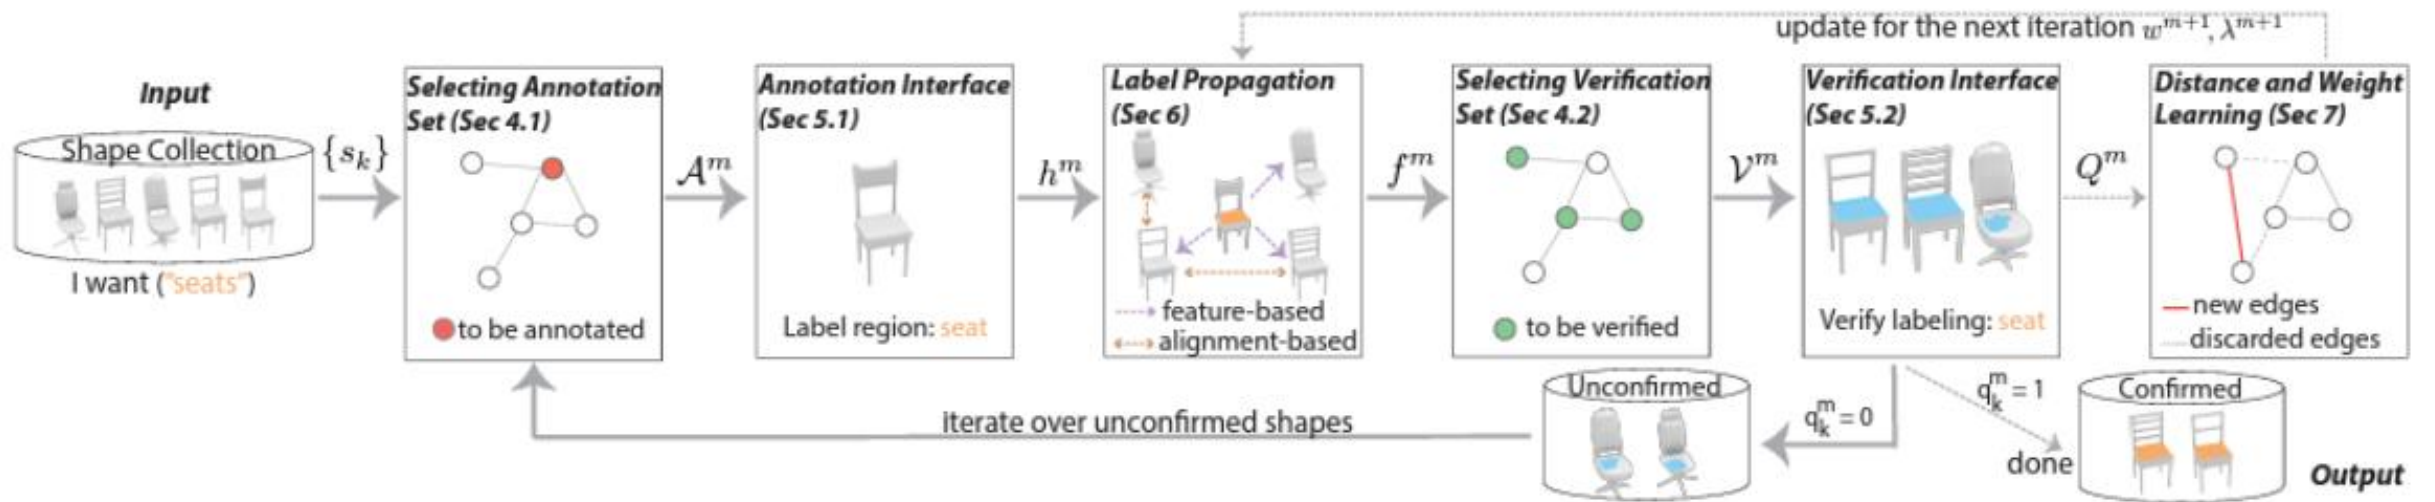 update for the next iteration w^{m+1}, λ^{m+1}
Input
Shape Collection
I want ("seats")
{s_k}
Selecting Annotation
Set (Sec 4.1)
to be annotated
A^m
Annotation Interface
(Sec 5.1)
Label region: seat
h^m
Label Propagation
(Sec 6)
feature-based
alignment-based
f^m
Selecting Verification
Set (Sec 4.2)
to be verified
V^m
Verification Interface
(Sec 5.2)
Verify labeling: seat
Q^m
Distance and Weight
Learning (Sec 7)
new edges
discarded edges
iterate over unconfirmed shapes
Unconfirmed
q_k^m = 0
q_k^m = 1
done
Confirmed
Output